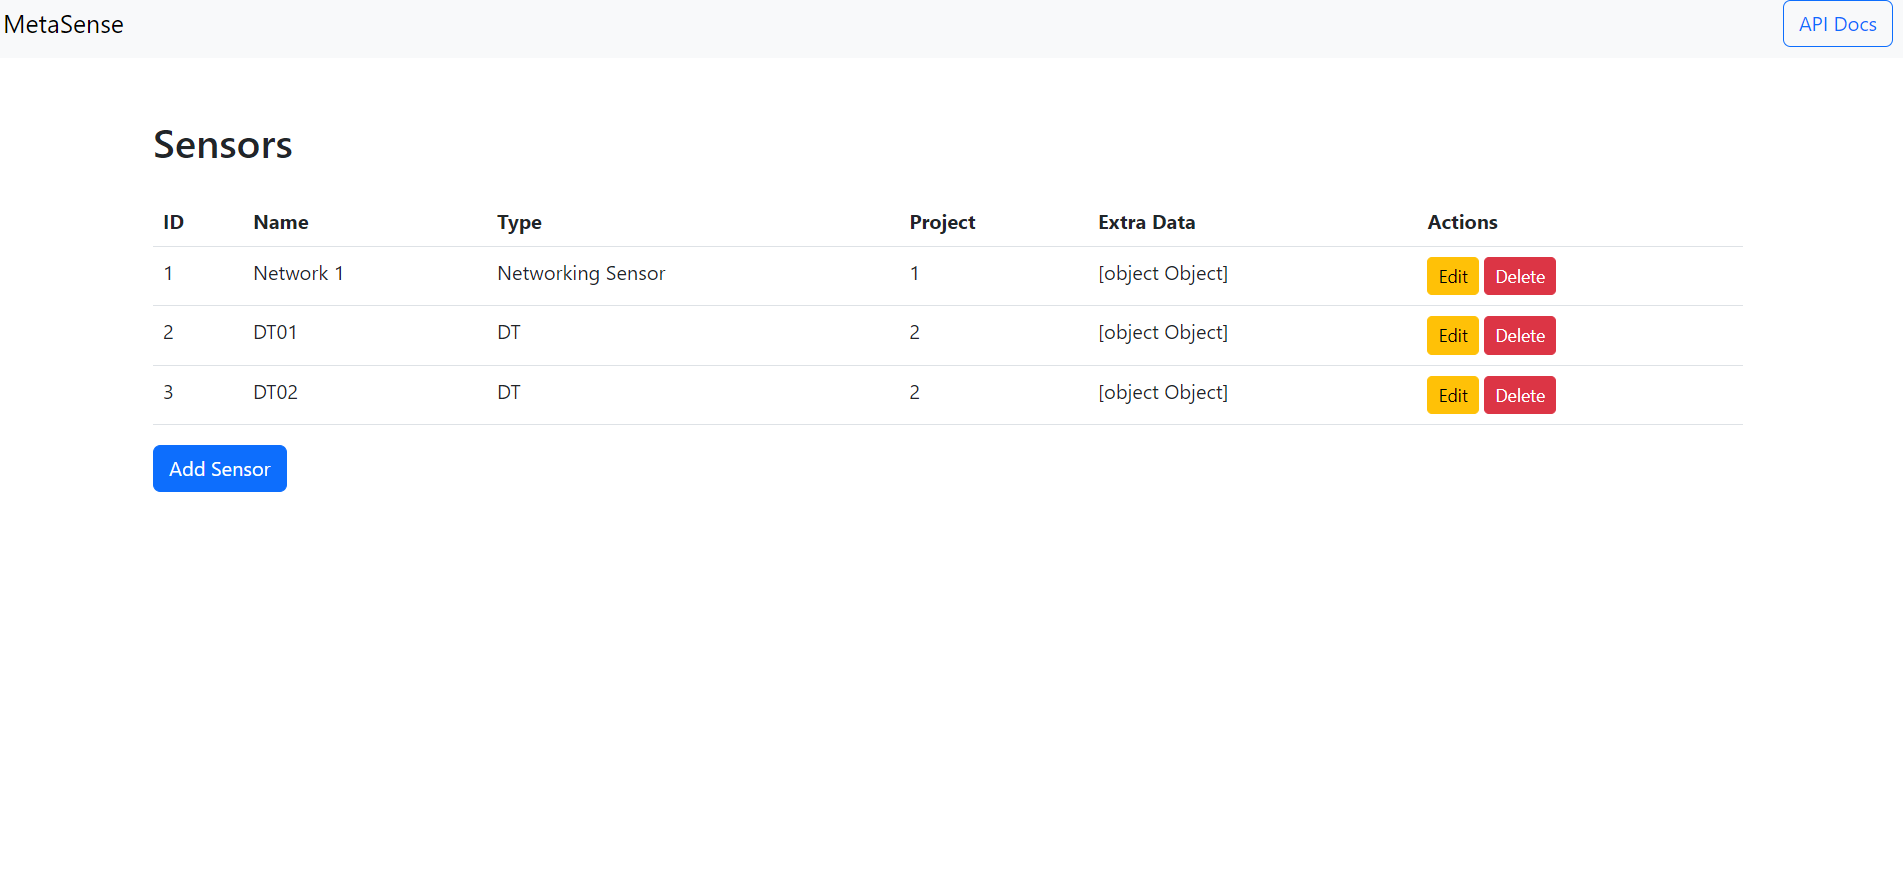 MetaSense API Docs
Sensors
ID Name Type Project Extra Data Actions
1 Network 1 Networking Sensor 1 [object Object] Edit Delete
2 DT01 DT 2 [object Object] Edit Delete
3 DT02 DT 2 [object Object] Edit Delete
Add Sensor